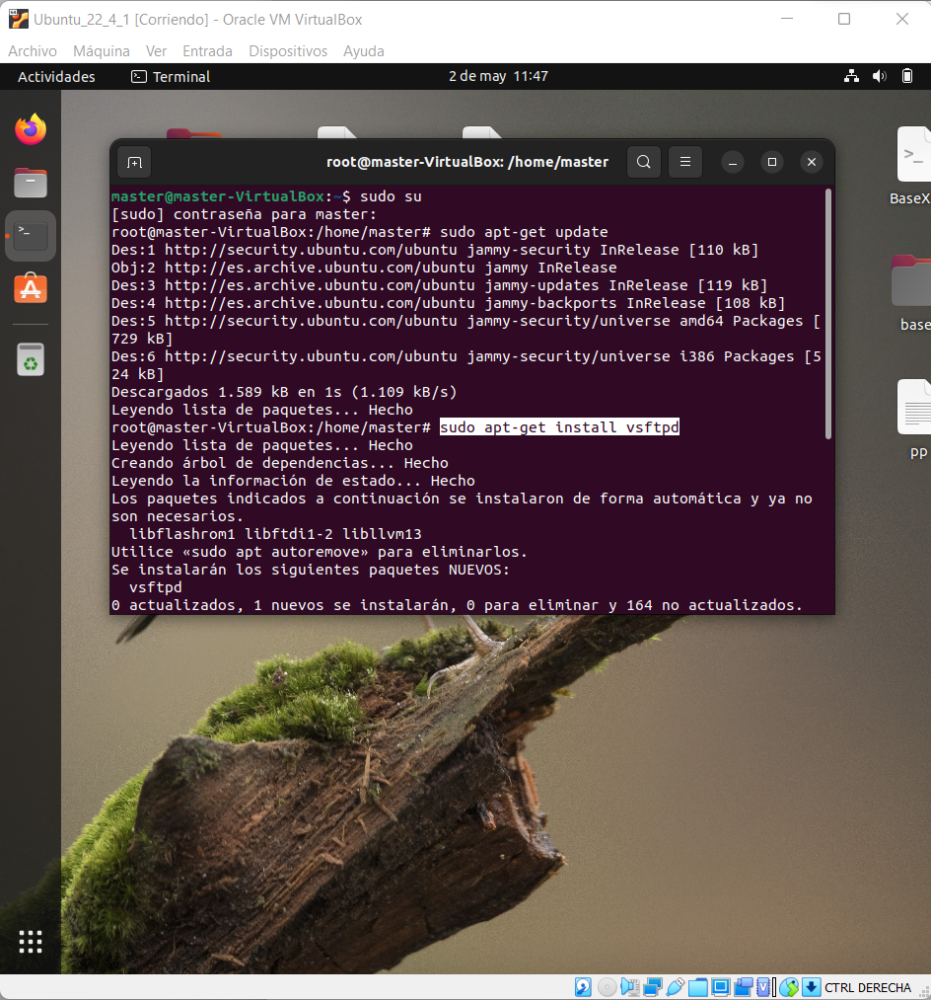 Ubuntu_22_4_1 [Corriendo] - Oracle VM VirtualBox
Archivo Máquina Ver Entrada Dispositivos Ayuda
Actividades Terminal 2 de may 11:47
root@master-VirtualBox: /home/master
master@master-VirtualBox:~$ sudo su
[sudo] contraseña para master:
root@master-VirtualBox:/home/master# sudo apt-get update
Des:1 http://security.ubuntu.com/ubuntu jammy-security InRelease [110 kB]
Obj:2 http://es.archive.ubuntu.com/ubuntu jammy InRelease
Des:3 http://es.archive.ubuntu.com/ubuntu jammy-updates InRelease [119 kB]
Des:4 http://es.archive.ubuntu.com/ubuntu jammy-backports InRelease [108 kB]
Des:5 http://security.ubuntu.com/ubuntu jammy-security/universe amd64 Packages [
729 kB]
Des:6 http://security.ubuntu.com/ubuntu jammy-security/universe i386 Packages [5
24 kB]
Descargados 1.589 kB en 1s (1.109 kB/s)
Leyendo lista de paquetes... Hecho
root@master-VirtualBox:/home/master# sudo apt-get install vsftpd
Leyendo lista de paquetes... Hecho
Creando árbol de dependencias... Hecho
Leyendo la información de estado... Hecho
Los paquetes indicados a continuación se instalaron de forma automática y ya no
son necesarios.
  libflashrom1 libftdi1-2 libllvm13
Utilice «sudo apt autoremove» para eliminarlos.
Se instalarán los siguientes paquetes NUEVOS:
  vsftpd
0 actualizados, 1 nuevos se instalarán, 0 para eliminar y 164 no actualizados.
BaseX
base
pp
CTRL DERECHA